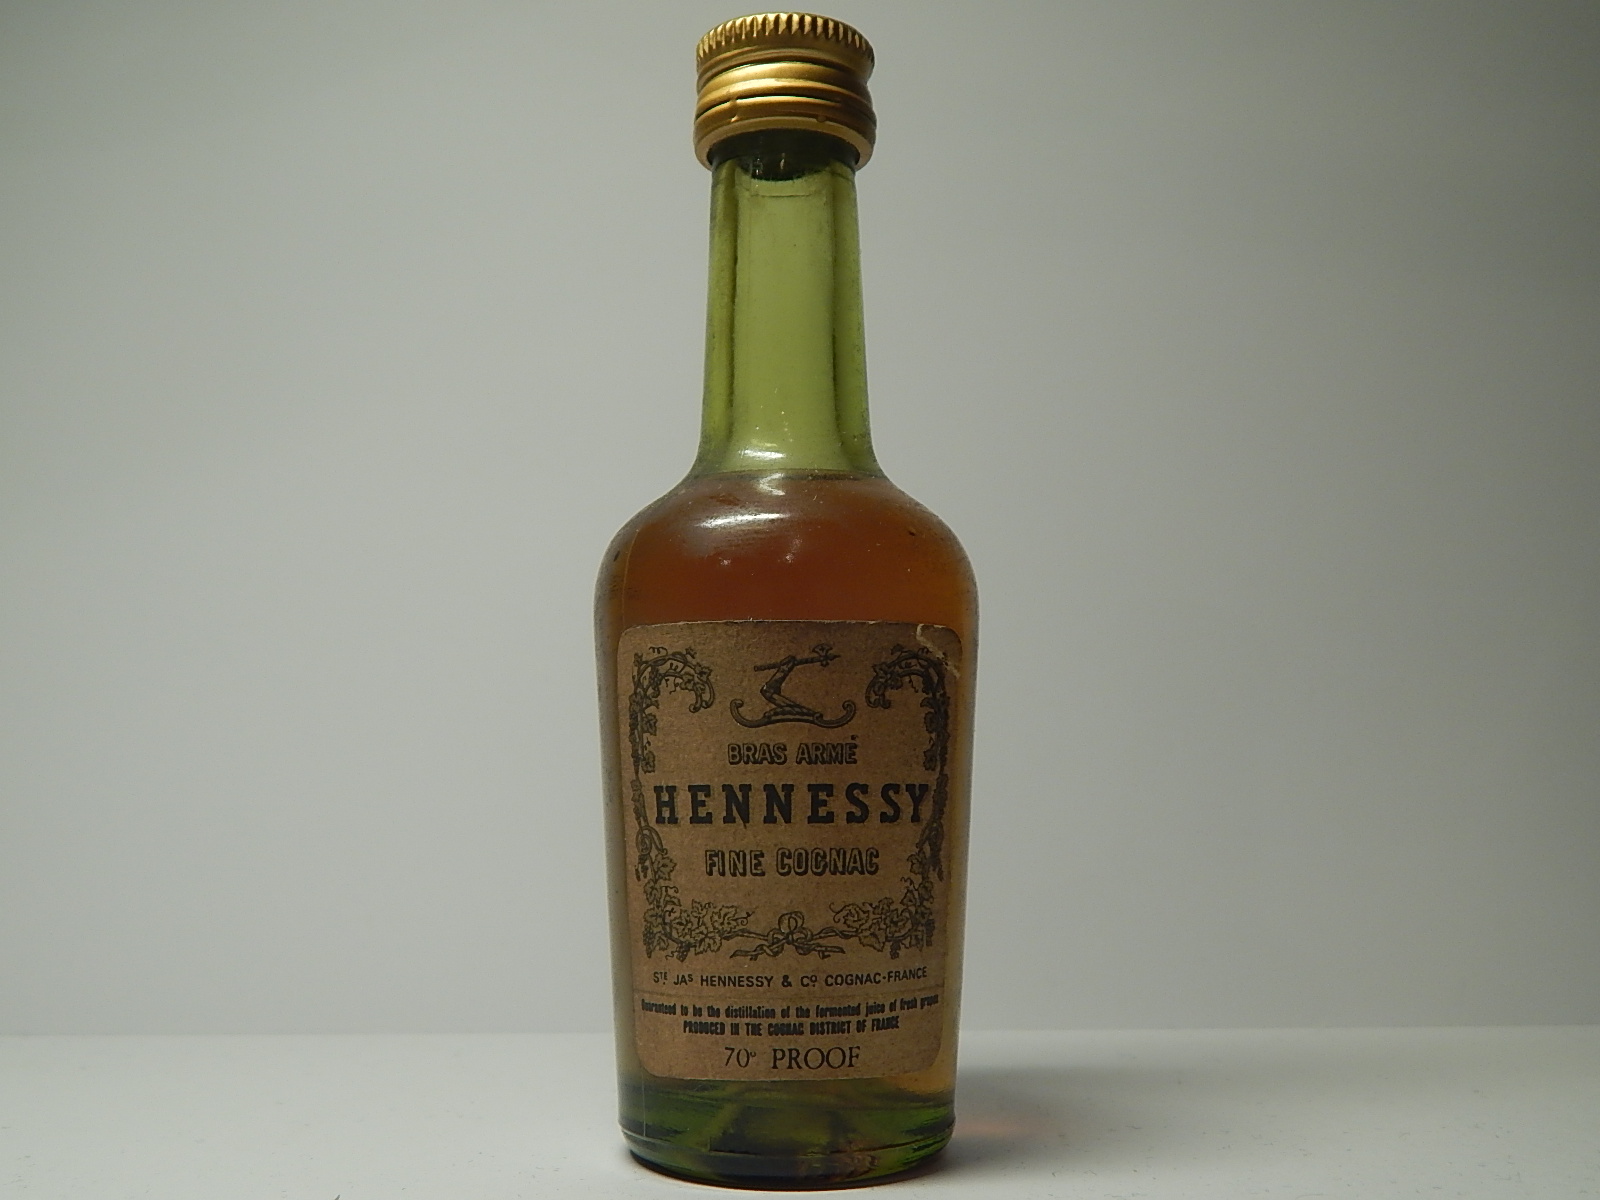 BRAS ARMÉ
HENNESSY
FINE COGNAC
STE JAS HENNESSY & CO COGNAC-FRANCE
Guaranteed to be the distillation of the fermented juice of fresh grapes
PRODUCED IN THE COGNAC DISTRICT OF FRANCE
70° PROOF